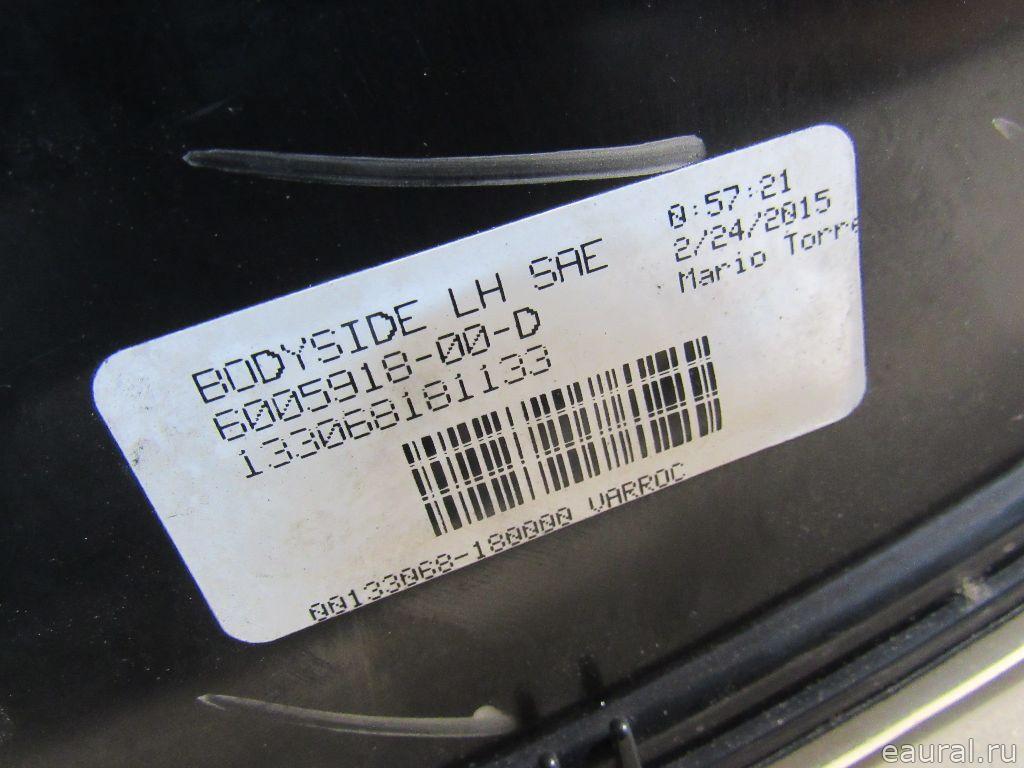 BODYSIDE LH SAE
6005918-00-D
133068181133
0:57:21
2/24/2015
Mario Torre
00133068-180000 VARROC
eaural.ru